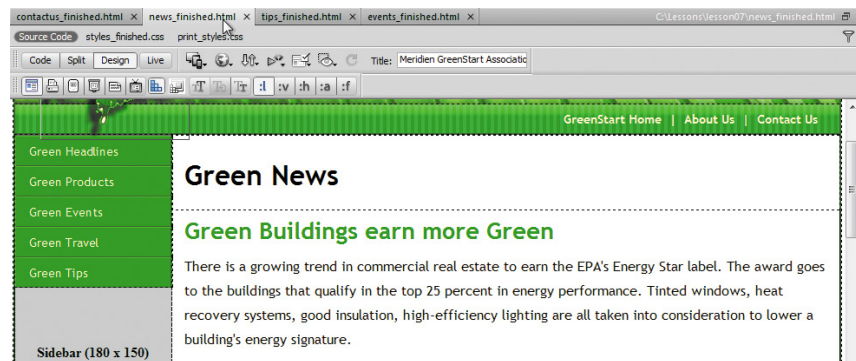 contactus_finished.html × news_finished.html × tips_finished.html × events_finished.html × C:\Lessons\lesson07\news_finished.html
Source Code styles_finished.css print_styles.css
Code Split Design Live Title: Meridien GreenStart Associatic
:l :v :h :a :f
GreenStart Home | About Us | Contact Us
Green Headlines
Green Products
Green Events
Green Travel
Green Tips
Sidebar (180 x 150)
Green News
Green Buildings earn more Green
There is a growing trend in commercial real estate to earn the EPA's Energy Star label. The award goes
to the buildings that qualify in the top 25 percent in energy performance. Tinted windows, heat
recovery systems, good insulation, high-efficiency lighting are all taken into consideration to lower a
building's energy signature.